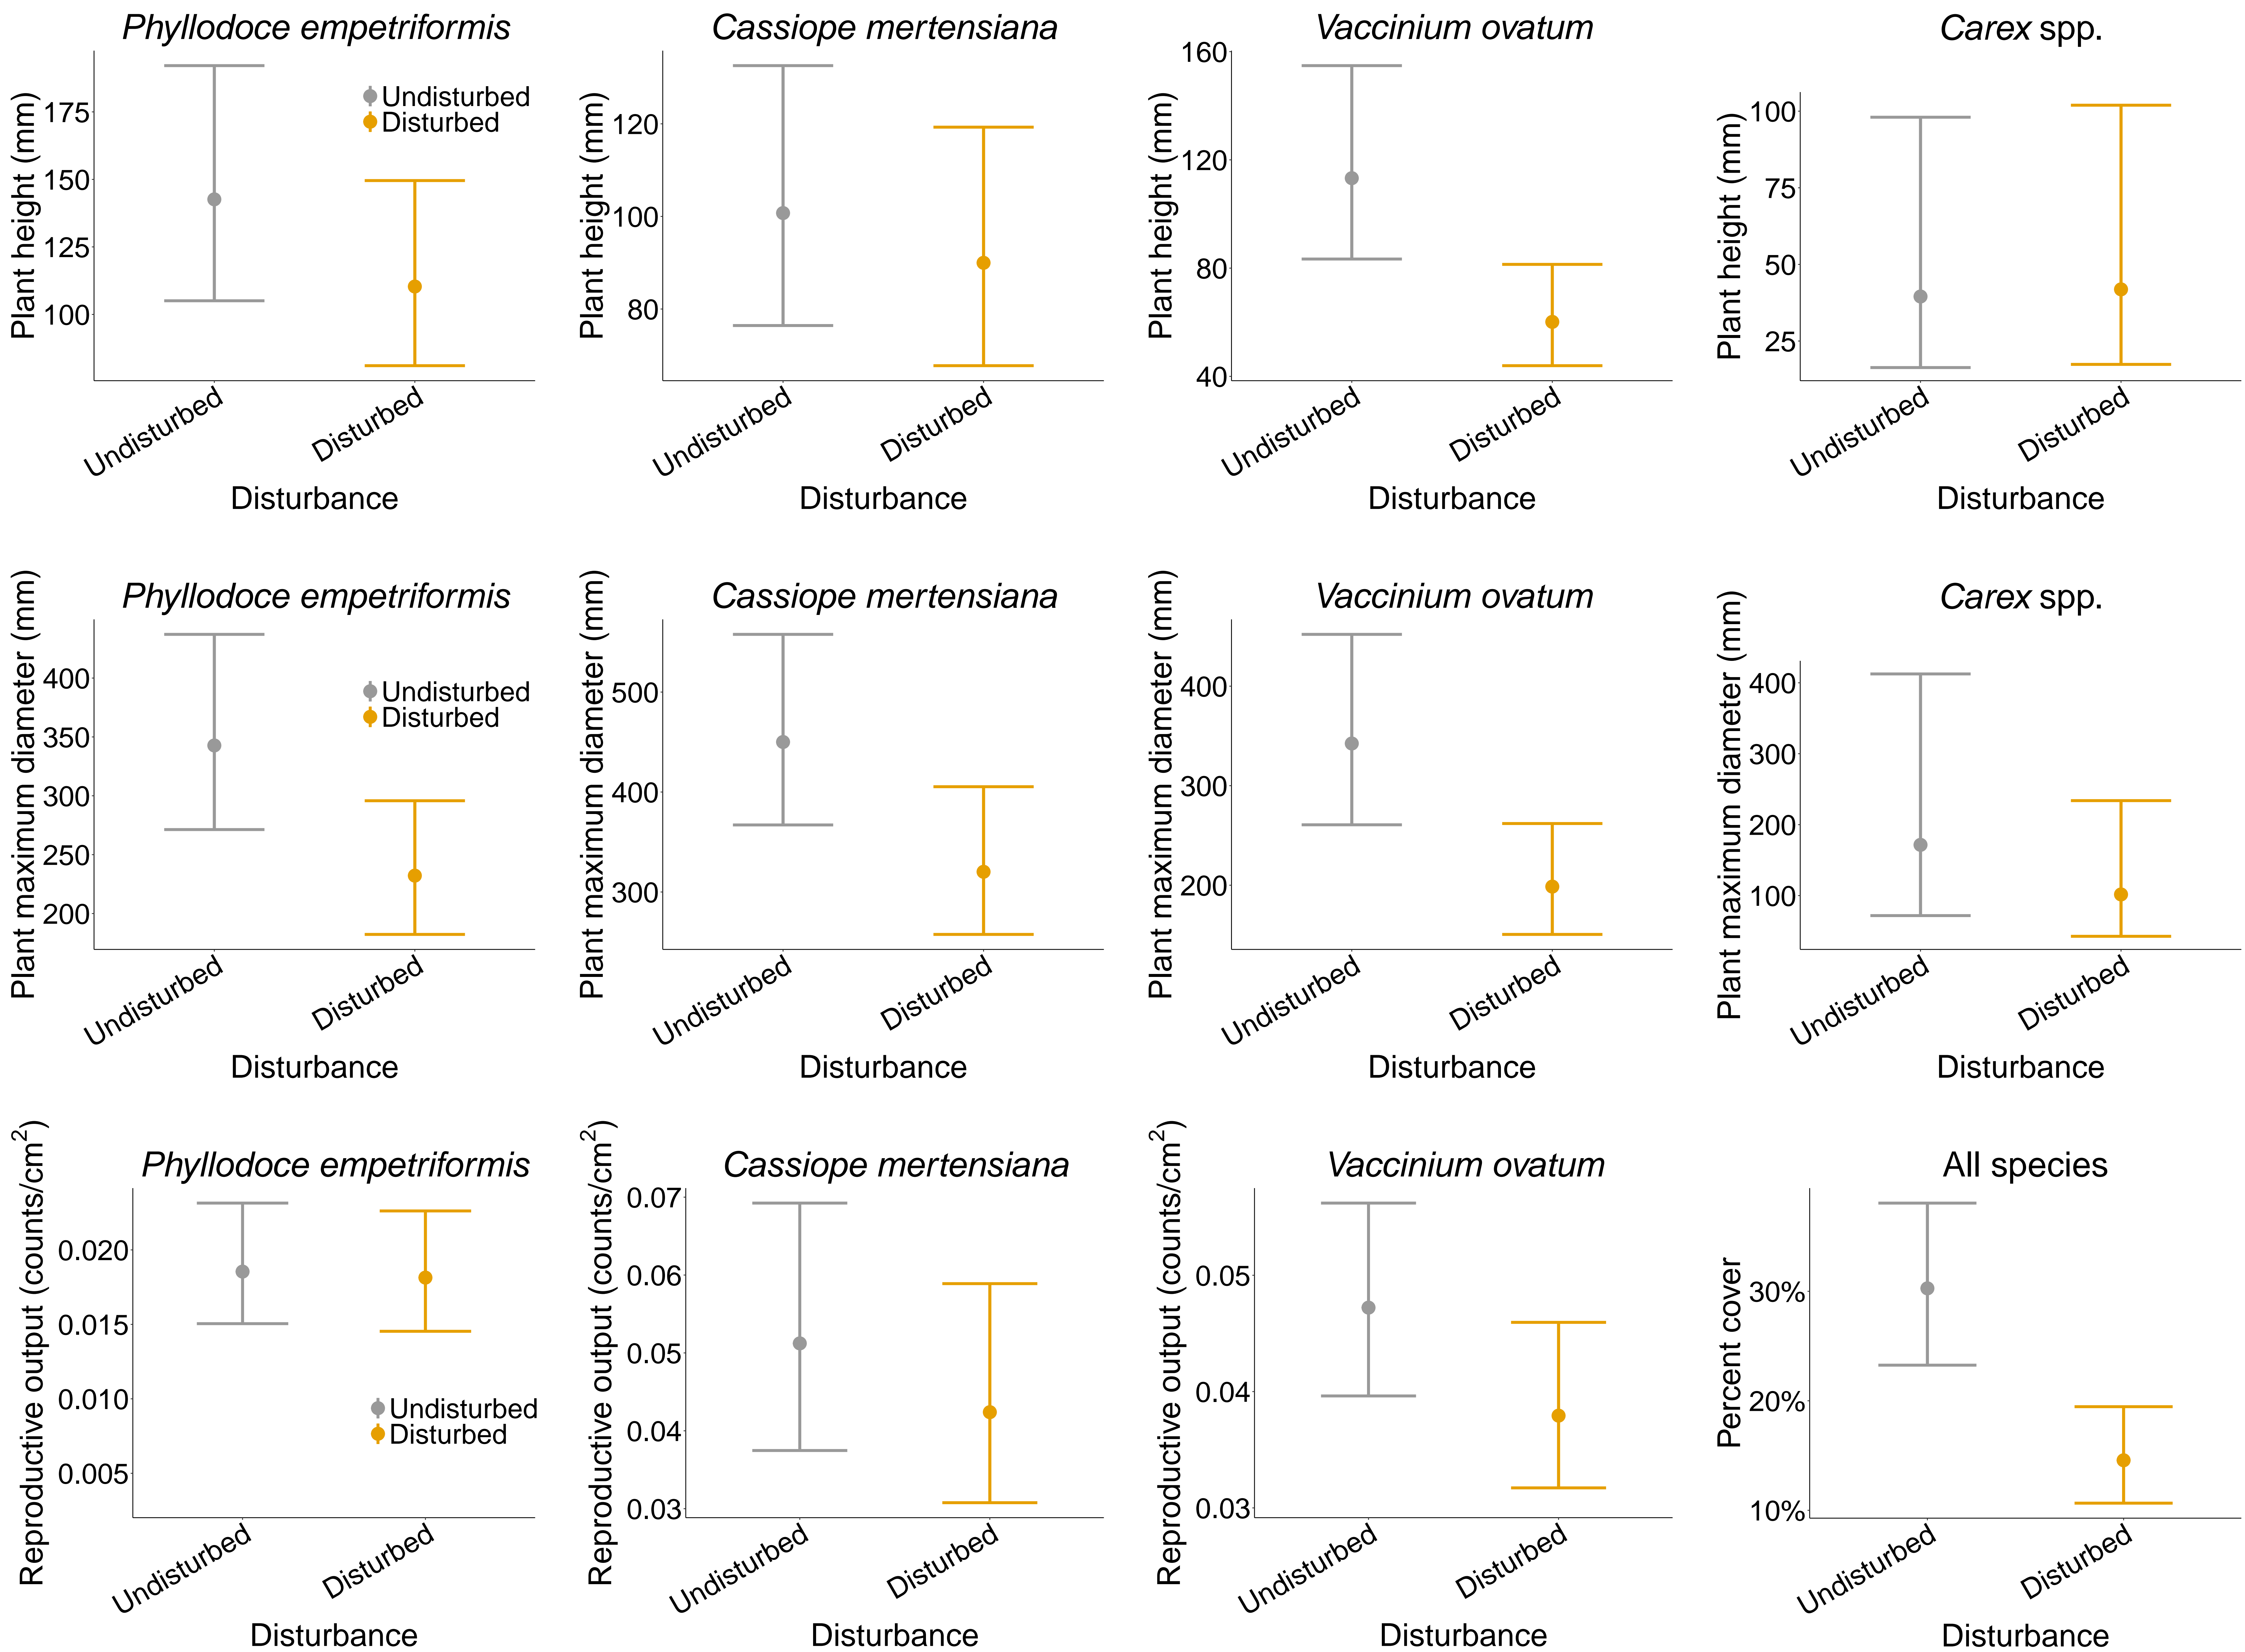 Phyllodoce empetriformis
Plant height (mm)
175
150
125
100
Undisturbed
Disturbed
Undisturbed
Disturbed
Disturbance
Cassiope mertensiana
Plant height (mm)
120
100
80
Undisturbed
Disturbed
Disturbance
Vaccinium ovatum
Plant height (mm)
160
120
80
40
Undisturbed
Disturbed
Disturbance
Carex spp.
Plant height (mm)
100
75
50
25
Undisturbed
Disturbed
Disturbance
Phyllodoce empetriformis
Plant maximum diameter (mm)
400
350
300
250
200
Undisturbed
Disturbed
Undisturbed
Disturbed
Disturbance
Cassiope mertensiana
Plant maximum diameter (mm)
500
400
300
Undisturbed
Disturbed
Disturbance
Vaccinium ovatum
Plant maximum diameter (mm)
400
300
200
Undisturbed
Disturbed
Disturbance
Carex spp.
Plant maximum diameter (mm)
400
300
200
100
Undisturbed
Disturbed
Disturbance
Phyllodoce empetriformis
Reproductive output (counts/cm²)
0.020
0.015
0.010
0.005
Undisturbed
Disturbed
Undisturbed
Disturbed
Disturbance
Cassiope mertensiana
Reproductive output (counts/cm²)
0.07
0.06
0.05
0.04
0.03
Undisturbed
Disturbed
Disturbance
Vaccinium ovatum
Reproductive output (counts/cm²)
0.05
0.04
0.03
Undisturbed
Disturbed
Disturbance
All species
Percent cover
30%
20%
10%
Undisturbed
Disturbed
Disturbance